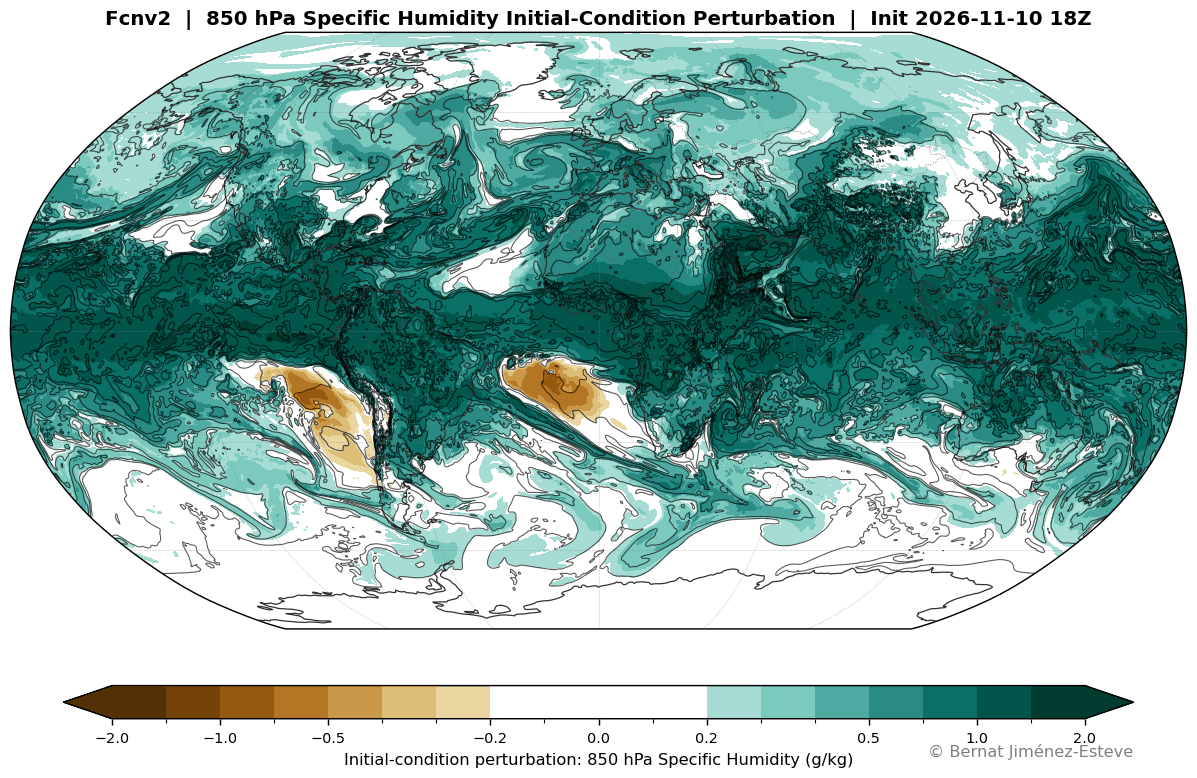 Fcnv2 | 850 hPa Specific Humidity Initial-Condition Perturbation | Init 2026-11-10 18Z
−2.0 −1.0 −0.5 −0.2 0.0 0.2 0.5 1.0 2.0
Initial-condition perturbation: 850 hPa Specific Humidity (g/kg)
© Bernat Jiménez-Esteve